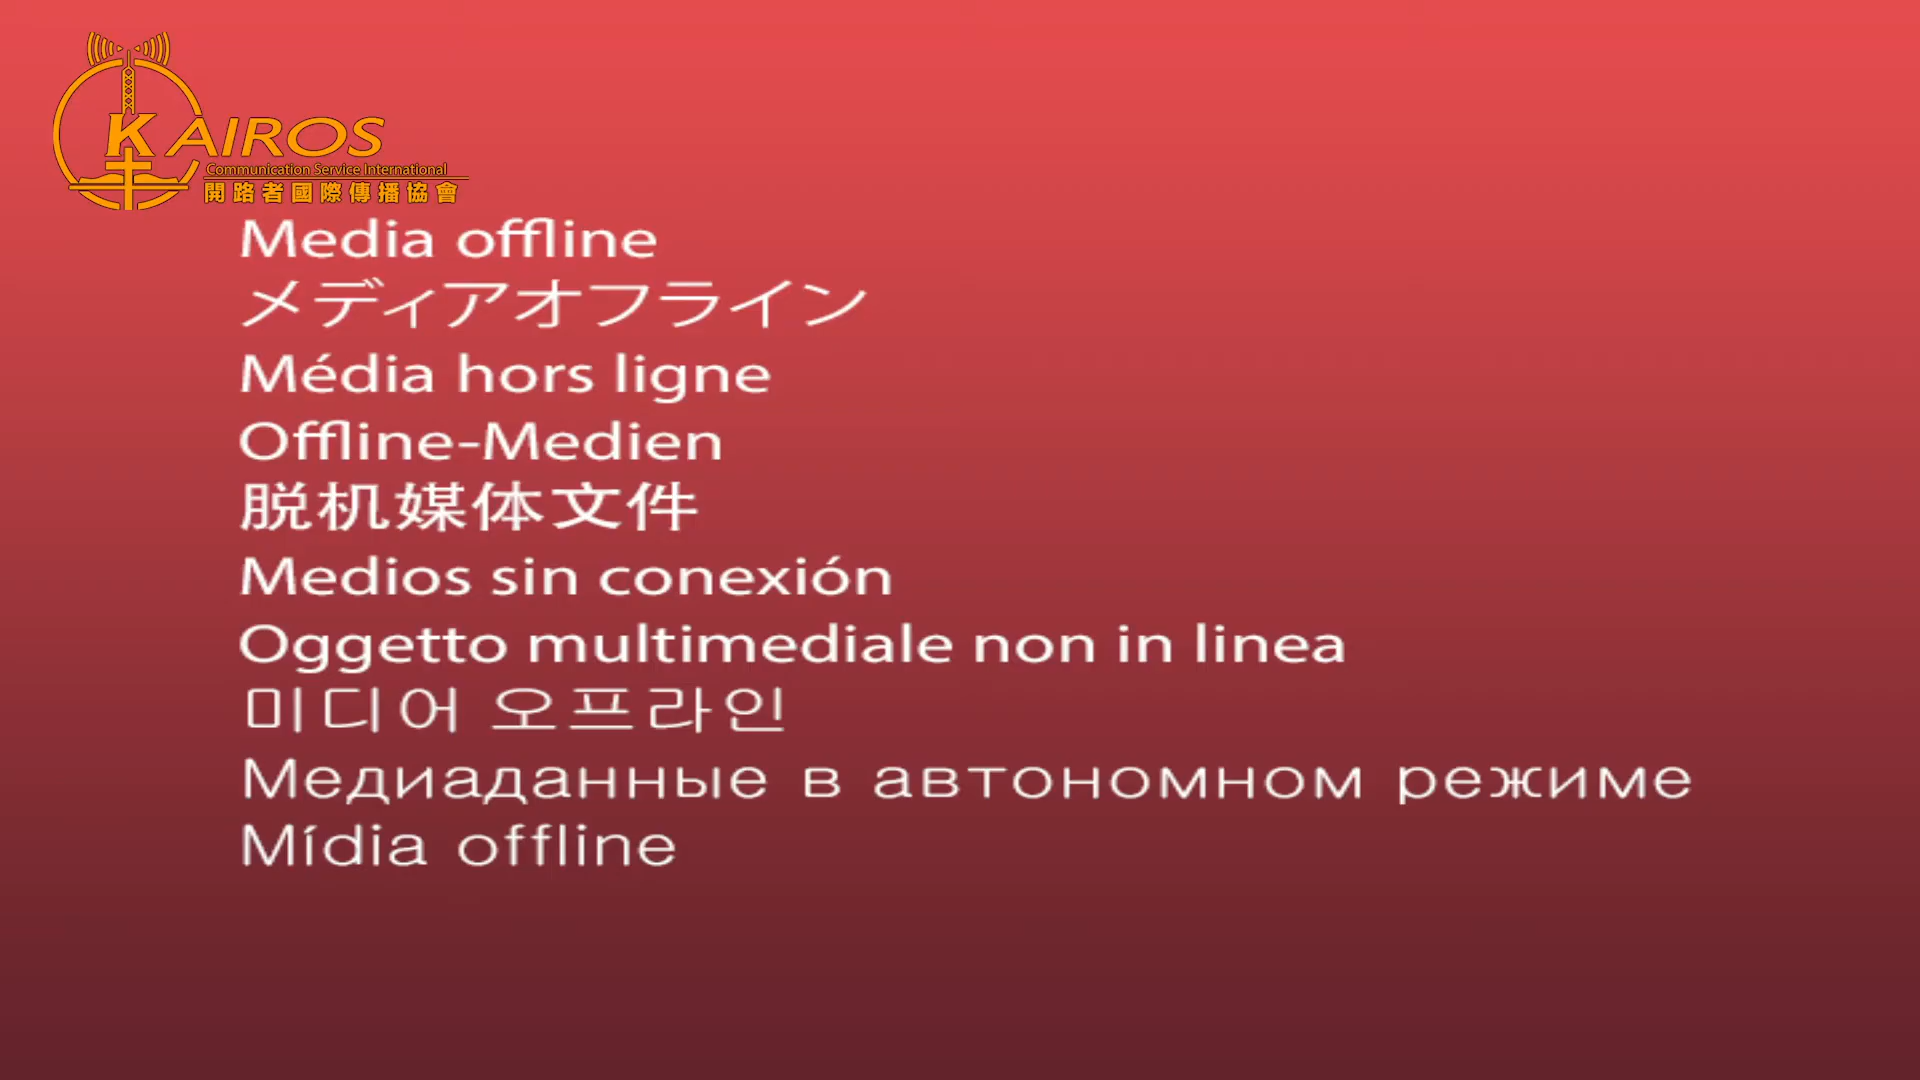 KAIROS
Communication Service International
開路者國際傳播協會
Media offline
メディアオフライン
Média hors ligne
Offline-Medien
脱机媒体文件
Medios sin conexión
Oggetto multimediale non in linea
미디어 오프라인
Медиаданные в автономном режиме
Mídia offline